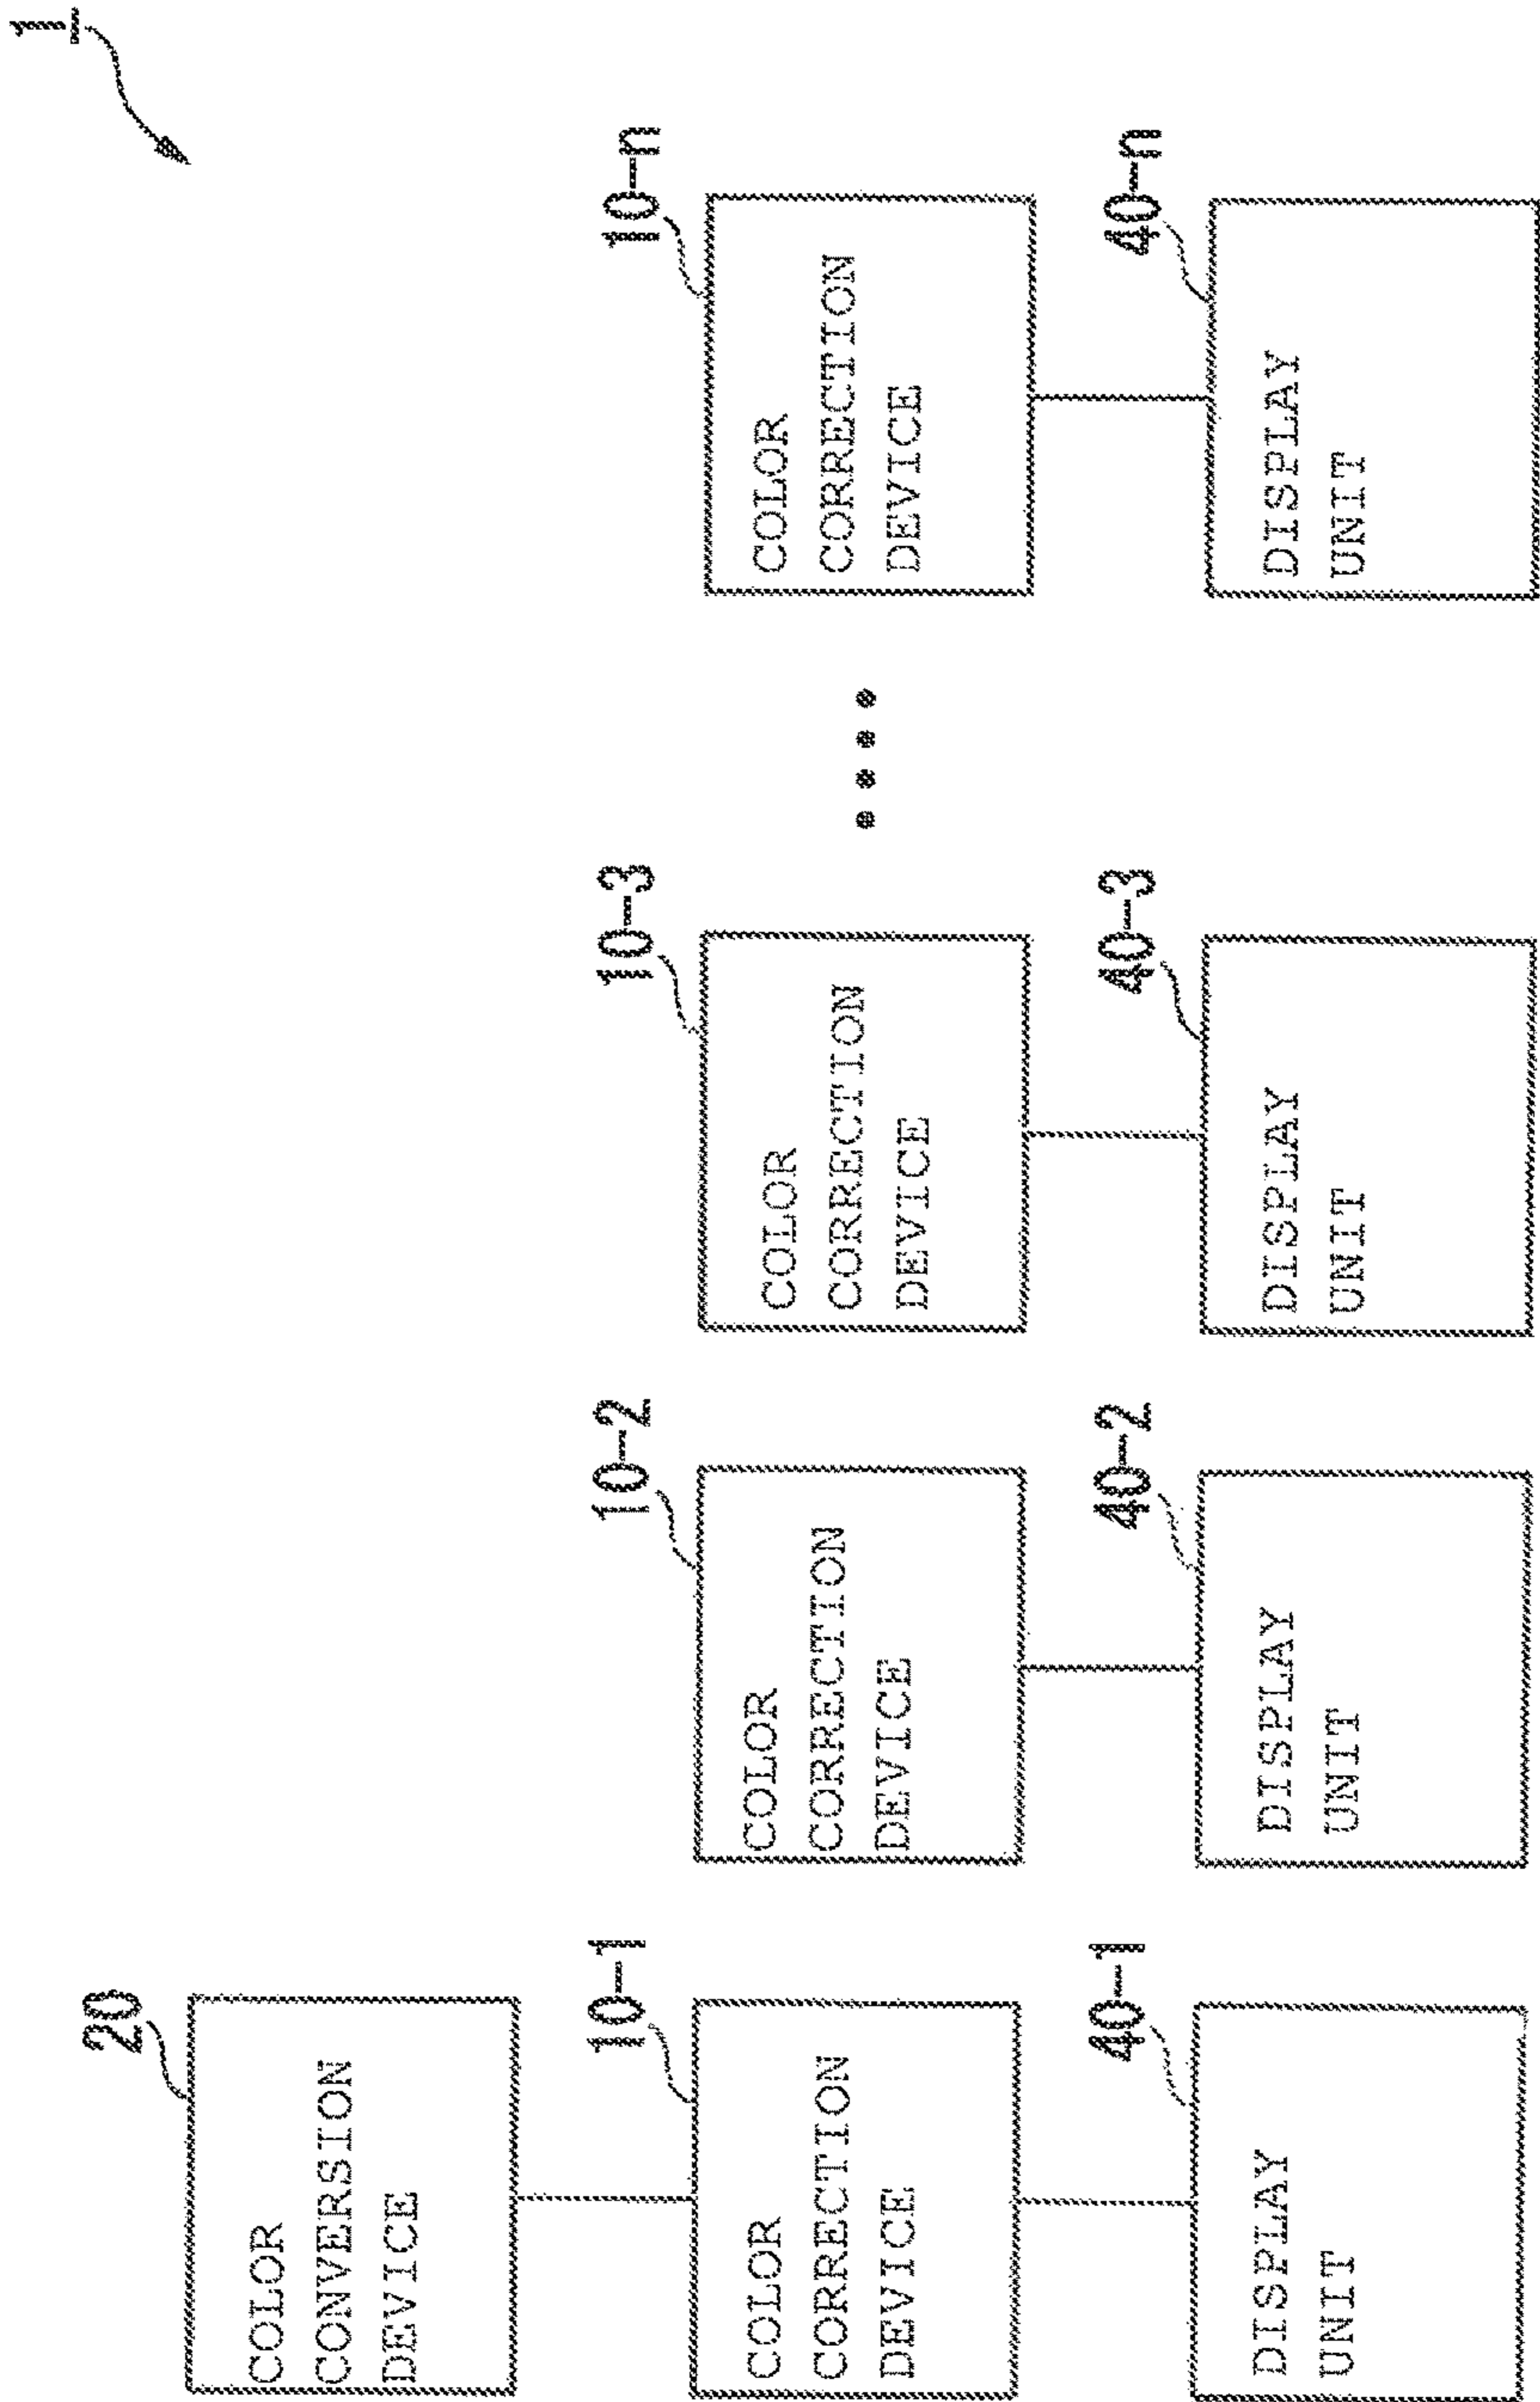 1
20
COLOR
CONVERSION
DEVICE
10-1
COLOR
CORRECTION
DEVICE
10-2
COLOR
CORRECTION
DEVICE
10-3
COLOR
CORRECTION
DEVICE
10-n
COLOR
CORRECTION
DEVICE
40-1
DISPLAY
UNIT
40-2
DISPLAY
UNIT
40-3
DISPLAY
UNIT
40-n
DISPLAY
UNIT